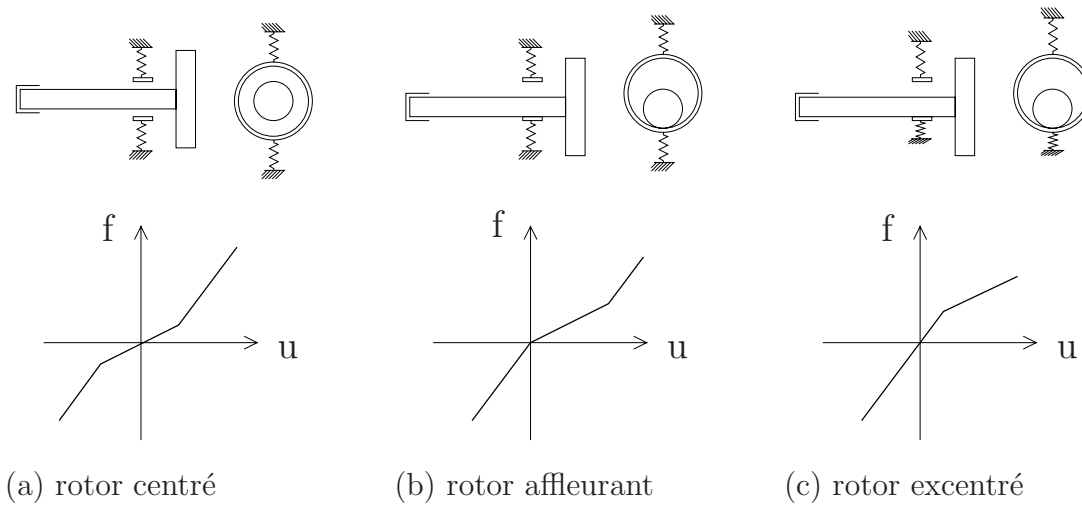 f
u
f
u
f
u
(a) rotor centré
(b) rotor affleurant
(c) rotor excentré